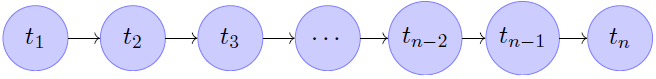 t₁ t₂ t₃ ⋯ tₙ₋₂ tₙ₋₁ tₙ